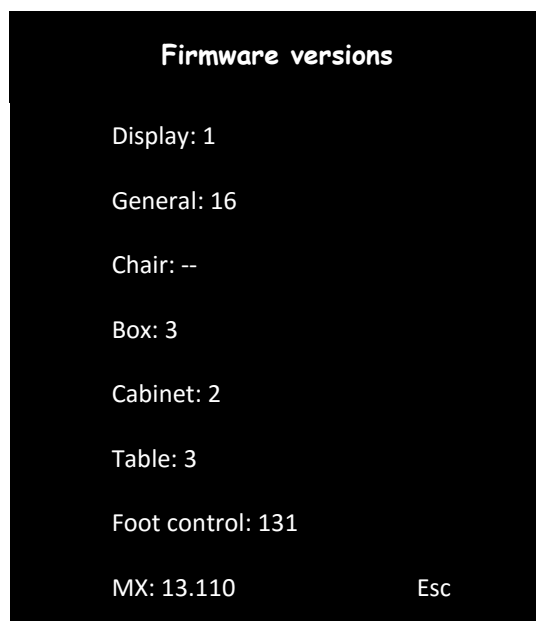 Firmware versions
Display: 1
General: 16
Chair: --
Box: 3
Cabinet: 2
Table: 3
Foot control: 131
MX: 13.110 Esc